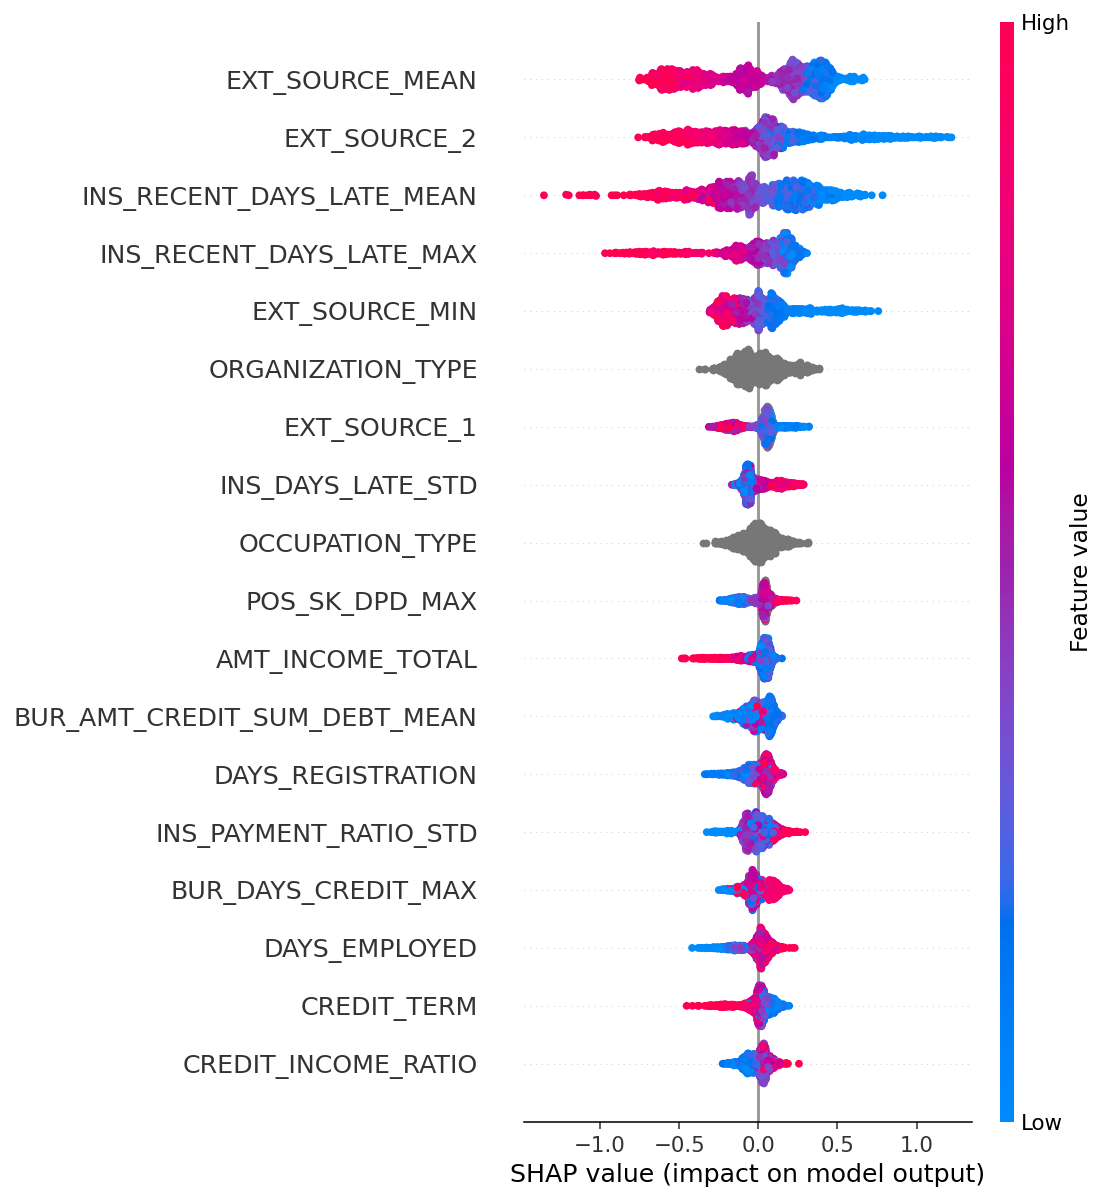 High
EXT_SOURCE_MEAN
EXT_SOURCE_2
INS_RECENT_DAYS_LATE_MEAN
INS_RECENT_DAYS_LATE_MAX
EXT_SOURCE_MIN
ORGANIZATION_TYPE
EXT_SOURCE_1
INS_DAYS_LATE_STD
OCCUPATION_TYPE
POS_SK_DPD_MAX
AMT_INCOME_TOTAL
BUR_AMT_CREDIT_SUM_DEBT_MEAN
DAYS_REGISTRATION
INS_PAYMENT_RATIO_STD
BUR_DAYS_CREDIT_MAX
DAYS_EMPLOYED
CREDIT_TERM
CREDIT_INCOME_RATIO
Feature value
Low
−1.0 −0.5 0.0 0.5 1.0
SHAP value (impact on model output)